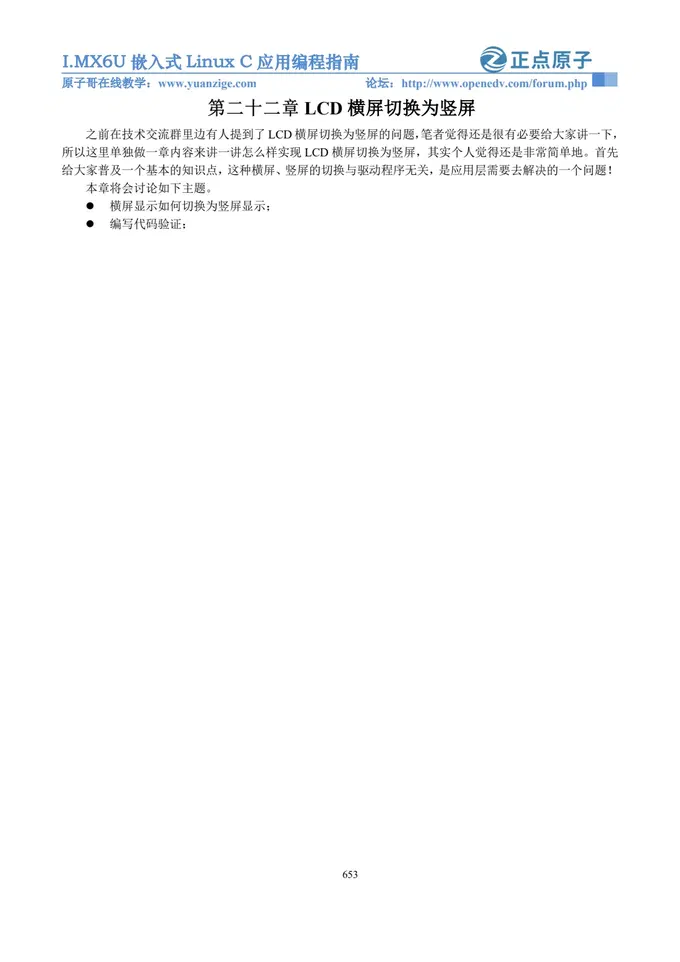 I.MX6U 嵌入式 Linux C 应用编程指南
正点原子
原子哥在线教学：www.yuanzige.com 论坛：http://www.openedv.com/forum.php
第二十二章 LCD 横屏切换为竖屏
之前在技术交流群里边有人提到了 LCD 横屏切换为竖屏的问题，笔者觉得还是很有必要给大家讲一下，
所以这里单独做一章内容来讲一讲怎么样实现 LCD 横屏切换为竖屏，其实个人觉得还是非常简单地。首先
给大家普及一个基本的知识点，这种横屏、竖屏的切换与驱动程序无关，是应用层需要去解决的一个问题！
本章将会讨论如下主题。
● 横屏显示如何切换为竖屏显示；
● 编写代码验证；
653